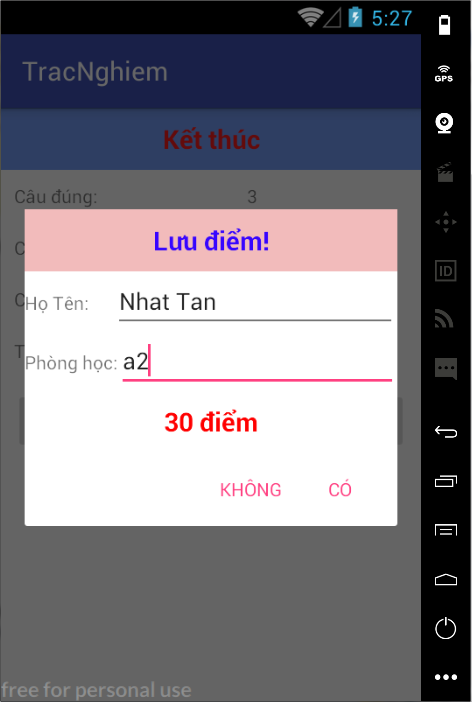 5:27
TracNghiem
GPS
Kết thúc
Câu đúng: 3
Lưu điểm!
C
Họ Tên: Nhat Tan
C
ID
T
Phòng học: a2
30 điểm
KHÔNG CÓ
free for personal use